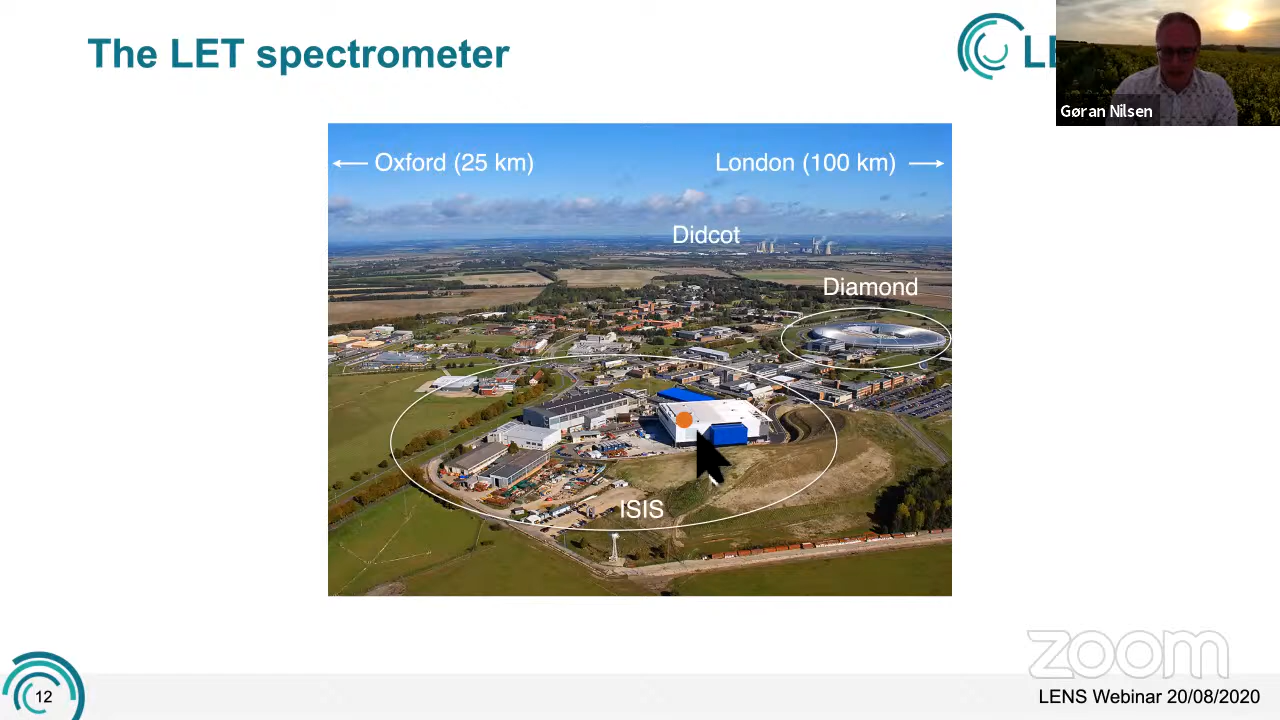 The LET spectrometer
Gøran Nilsen
← Oxford (25 km)
London (100 km) →
Didcot
Diamond
ISIS
zoom
12
LENS Webinar 20/08/2020